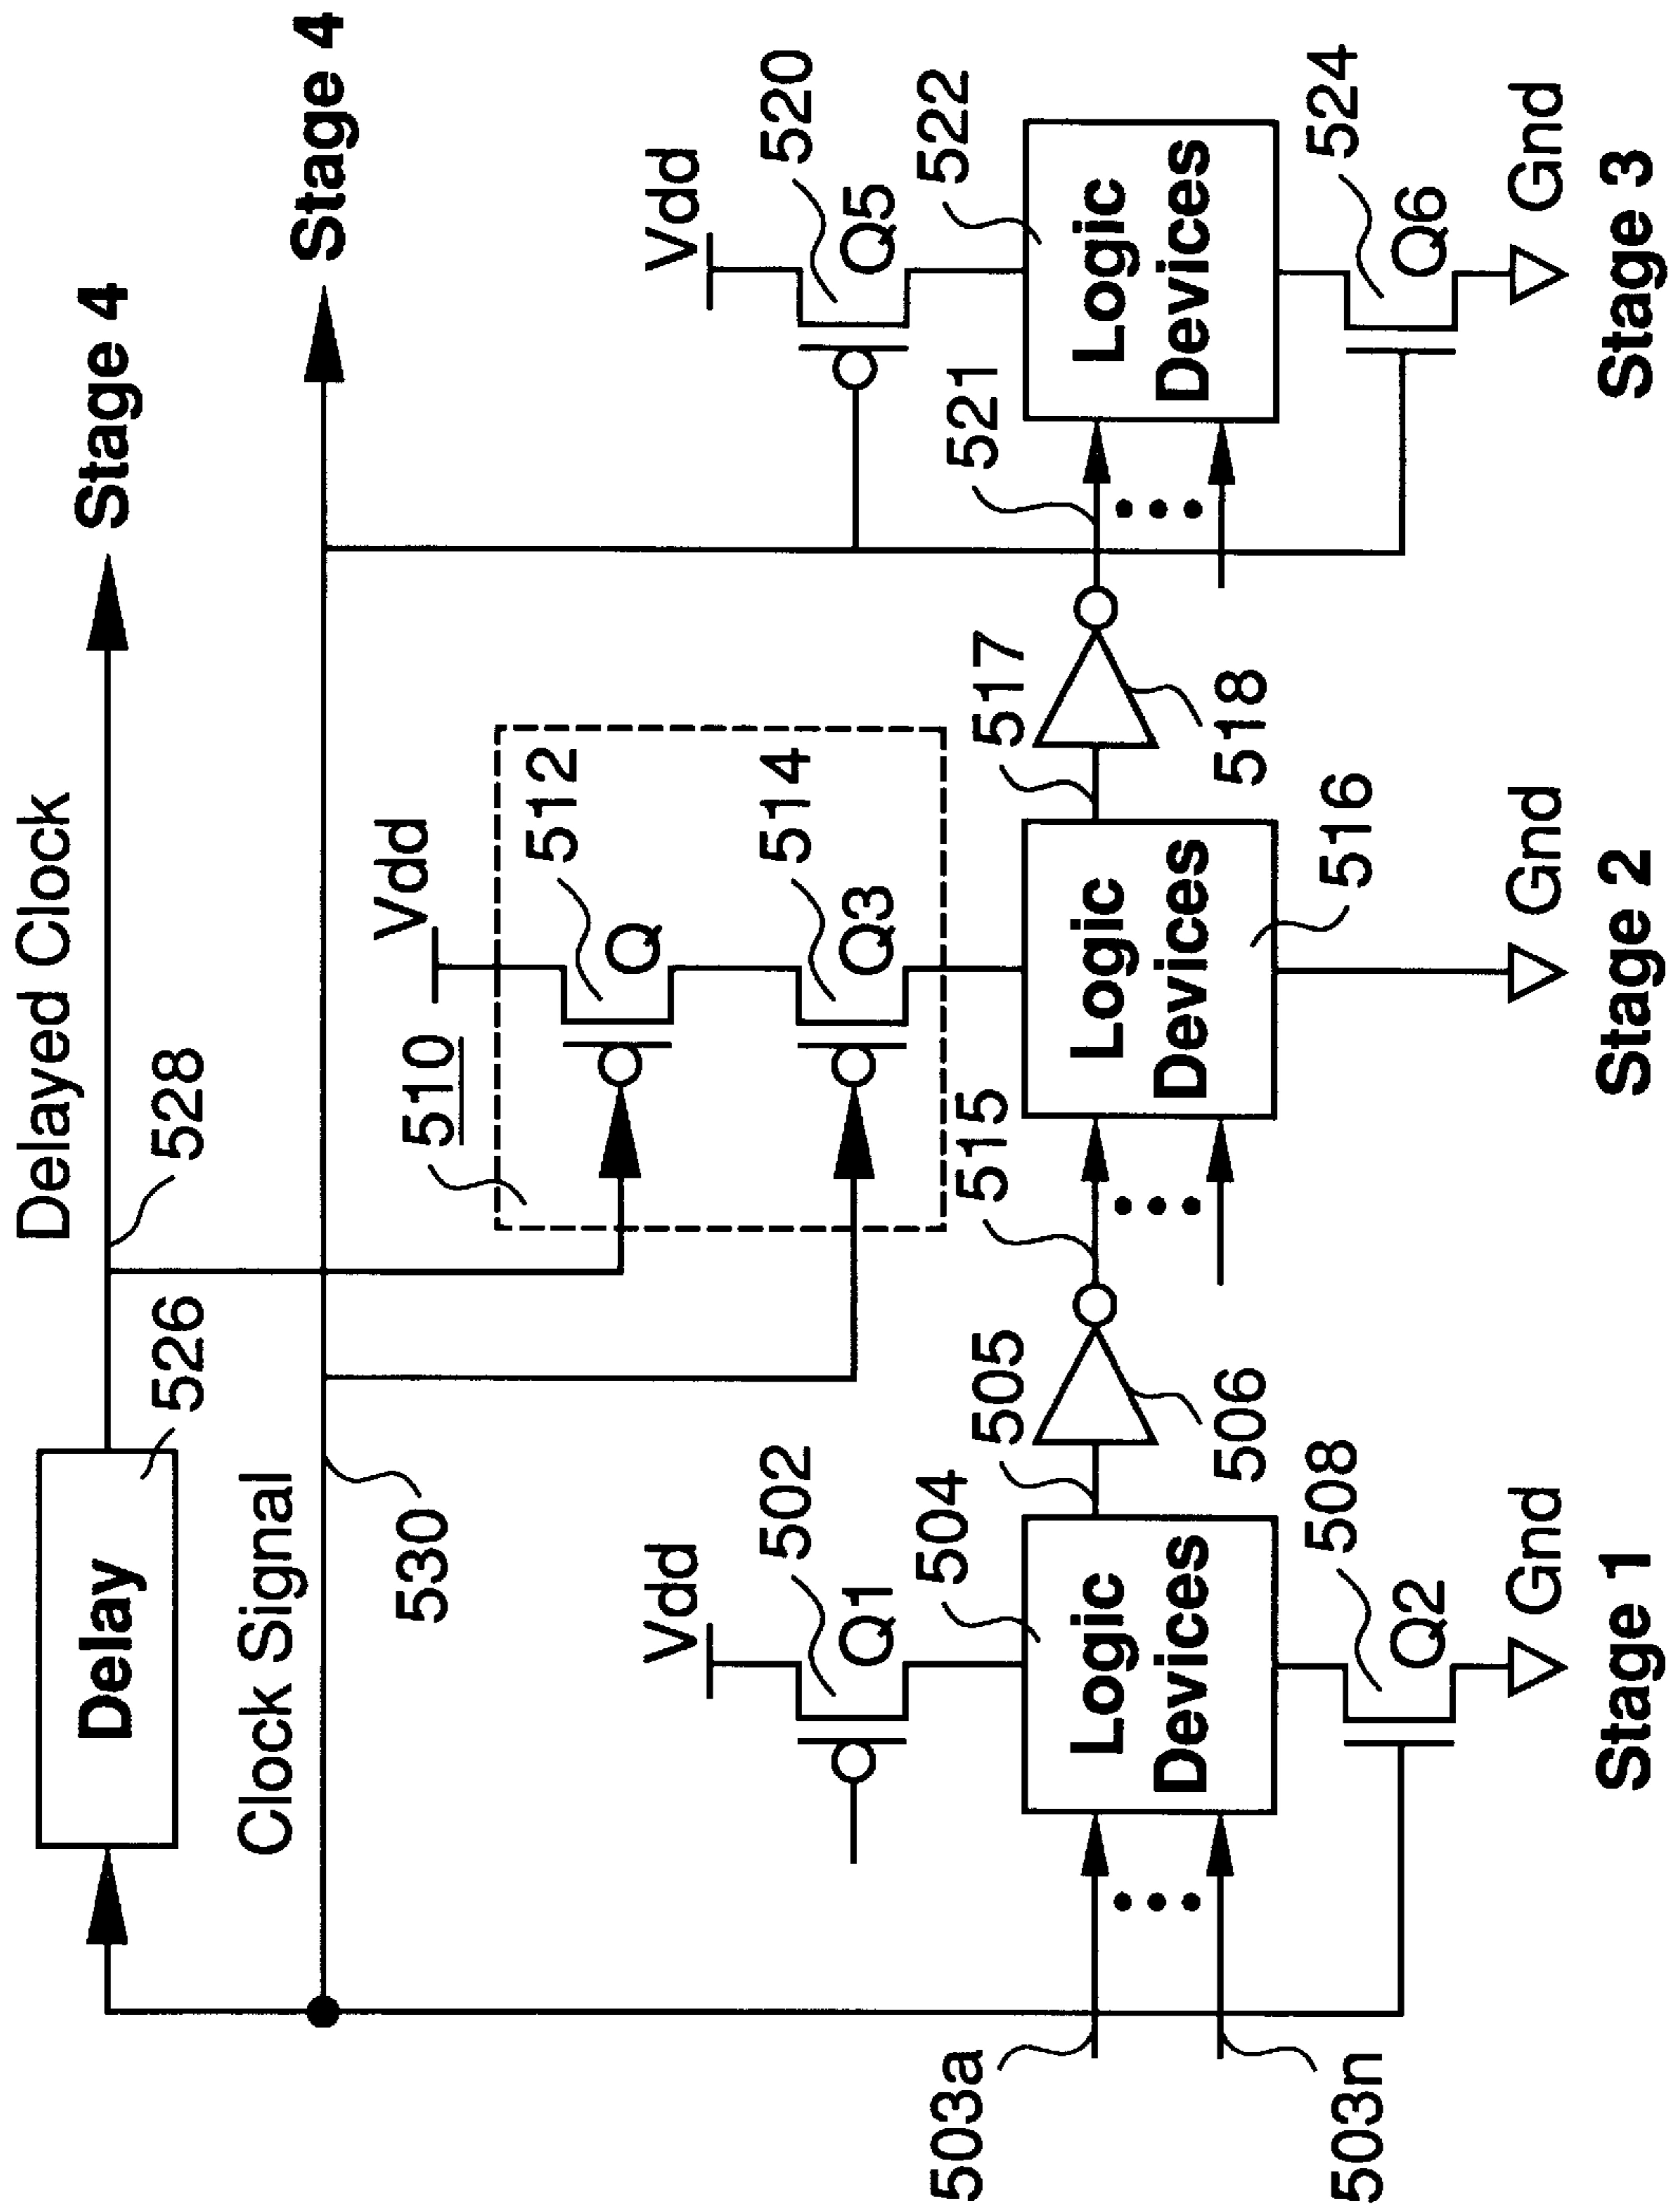 Delayed Clock
Stage 4
Delay
526
528
Clock Signal
530
Stage 4
510
Vdd
512
Q
514
Q3
Vdd
502
Q1
504
Logic
Devices
505
506
508
Q2
Gnd
503a
503n
Stage 1
515
Logic
Devices
516
517
518
Gnd
Stage 2
Vdd
520
Q5
521
522
Logic
Devices
524
Q6
Gnd
Stage 3